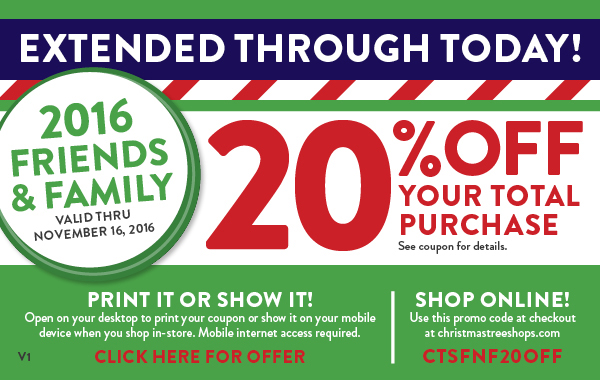 EXTENDED THROUGH TODAY!
2016
FRIENDS
& FAMILY
VALID THRU
NOVEMBER 16, 2016
20%OFF
YOUR TOTAL
PURCHASE
See coupon for details.
PRINT IT OR SHOW IT!
Open on your desktop to print your coupon or show it on your mobile
device when you shop in-store. Mobile internet access required.
CLICK HERE FOR OFFER
SHOP ONLINE!
Use this promo code at checkout
at christmastreeshops.com
CTSFNF20OFF
V1